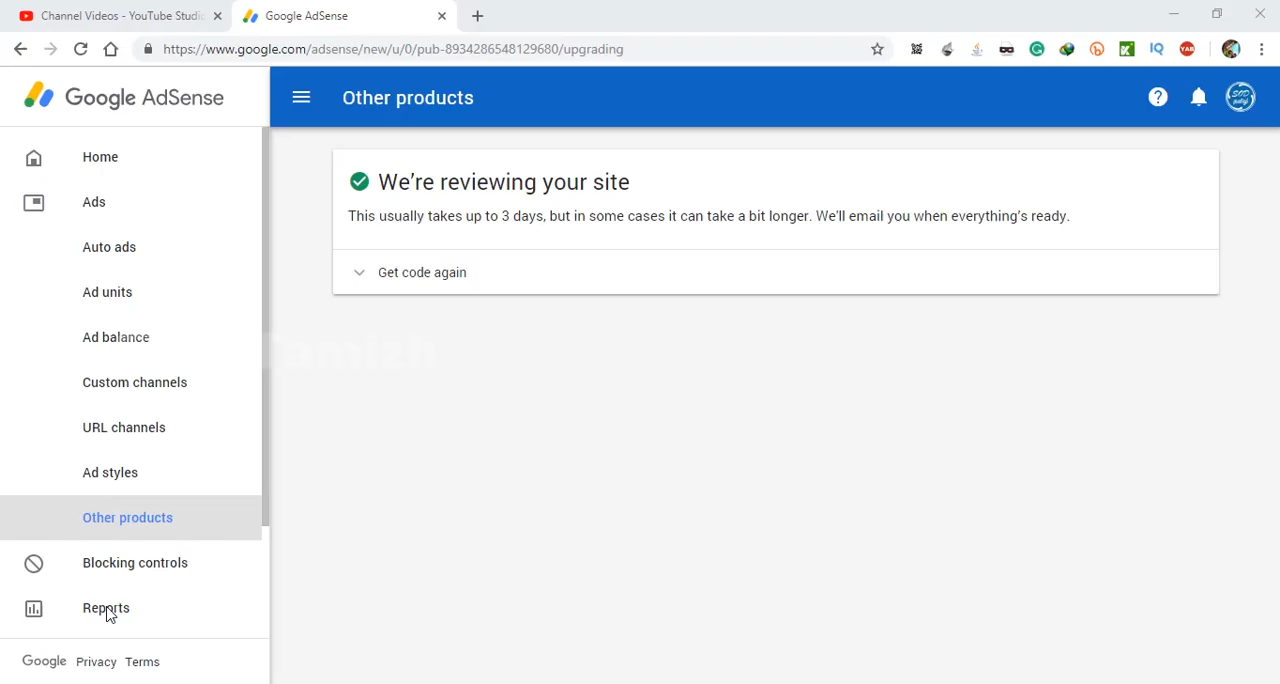 Channel Videos - YouTube Studi
Google AdSense
https://www.google.com/adsense/new/u/0/pub-8934286548129680/upgrading
Google AdSense
Other products
Home
Ads
Auto ads
Ad units
Ad balance
Custom channels
URL channels
Ad styles
Other products
Blocking controls
Reports
Google Privacy Terms
We're reviewing your site
This usually takes up to 3 days, but in some cases it can take a bit longer. We'll email you when everything's ready.
Get code again
Tamizh